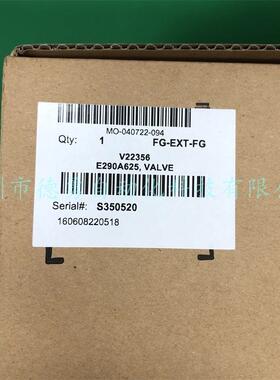 MO-040722-094
Qty: 1 FG-EXT-FG
V22356
E290A625, VALVE
Serial#: S350520
160608220518